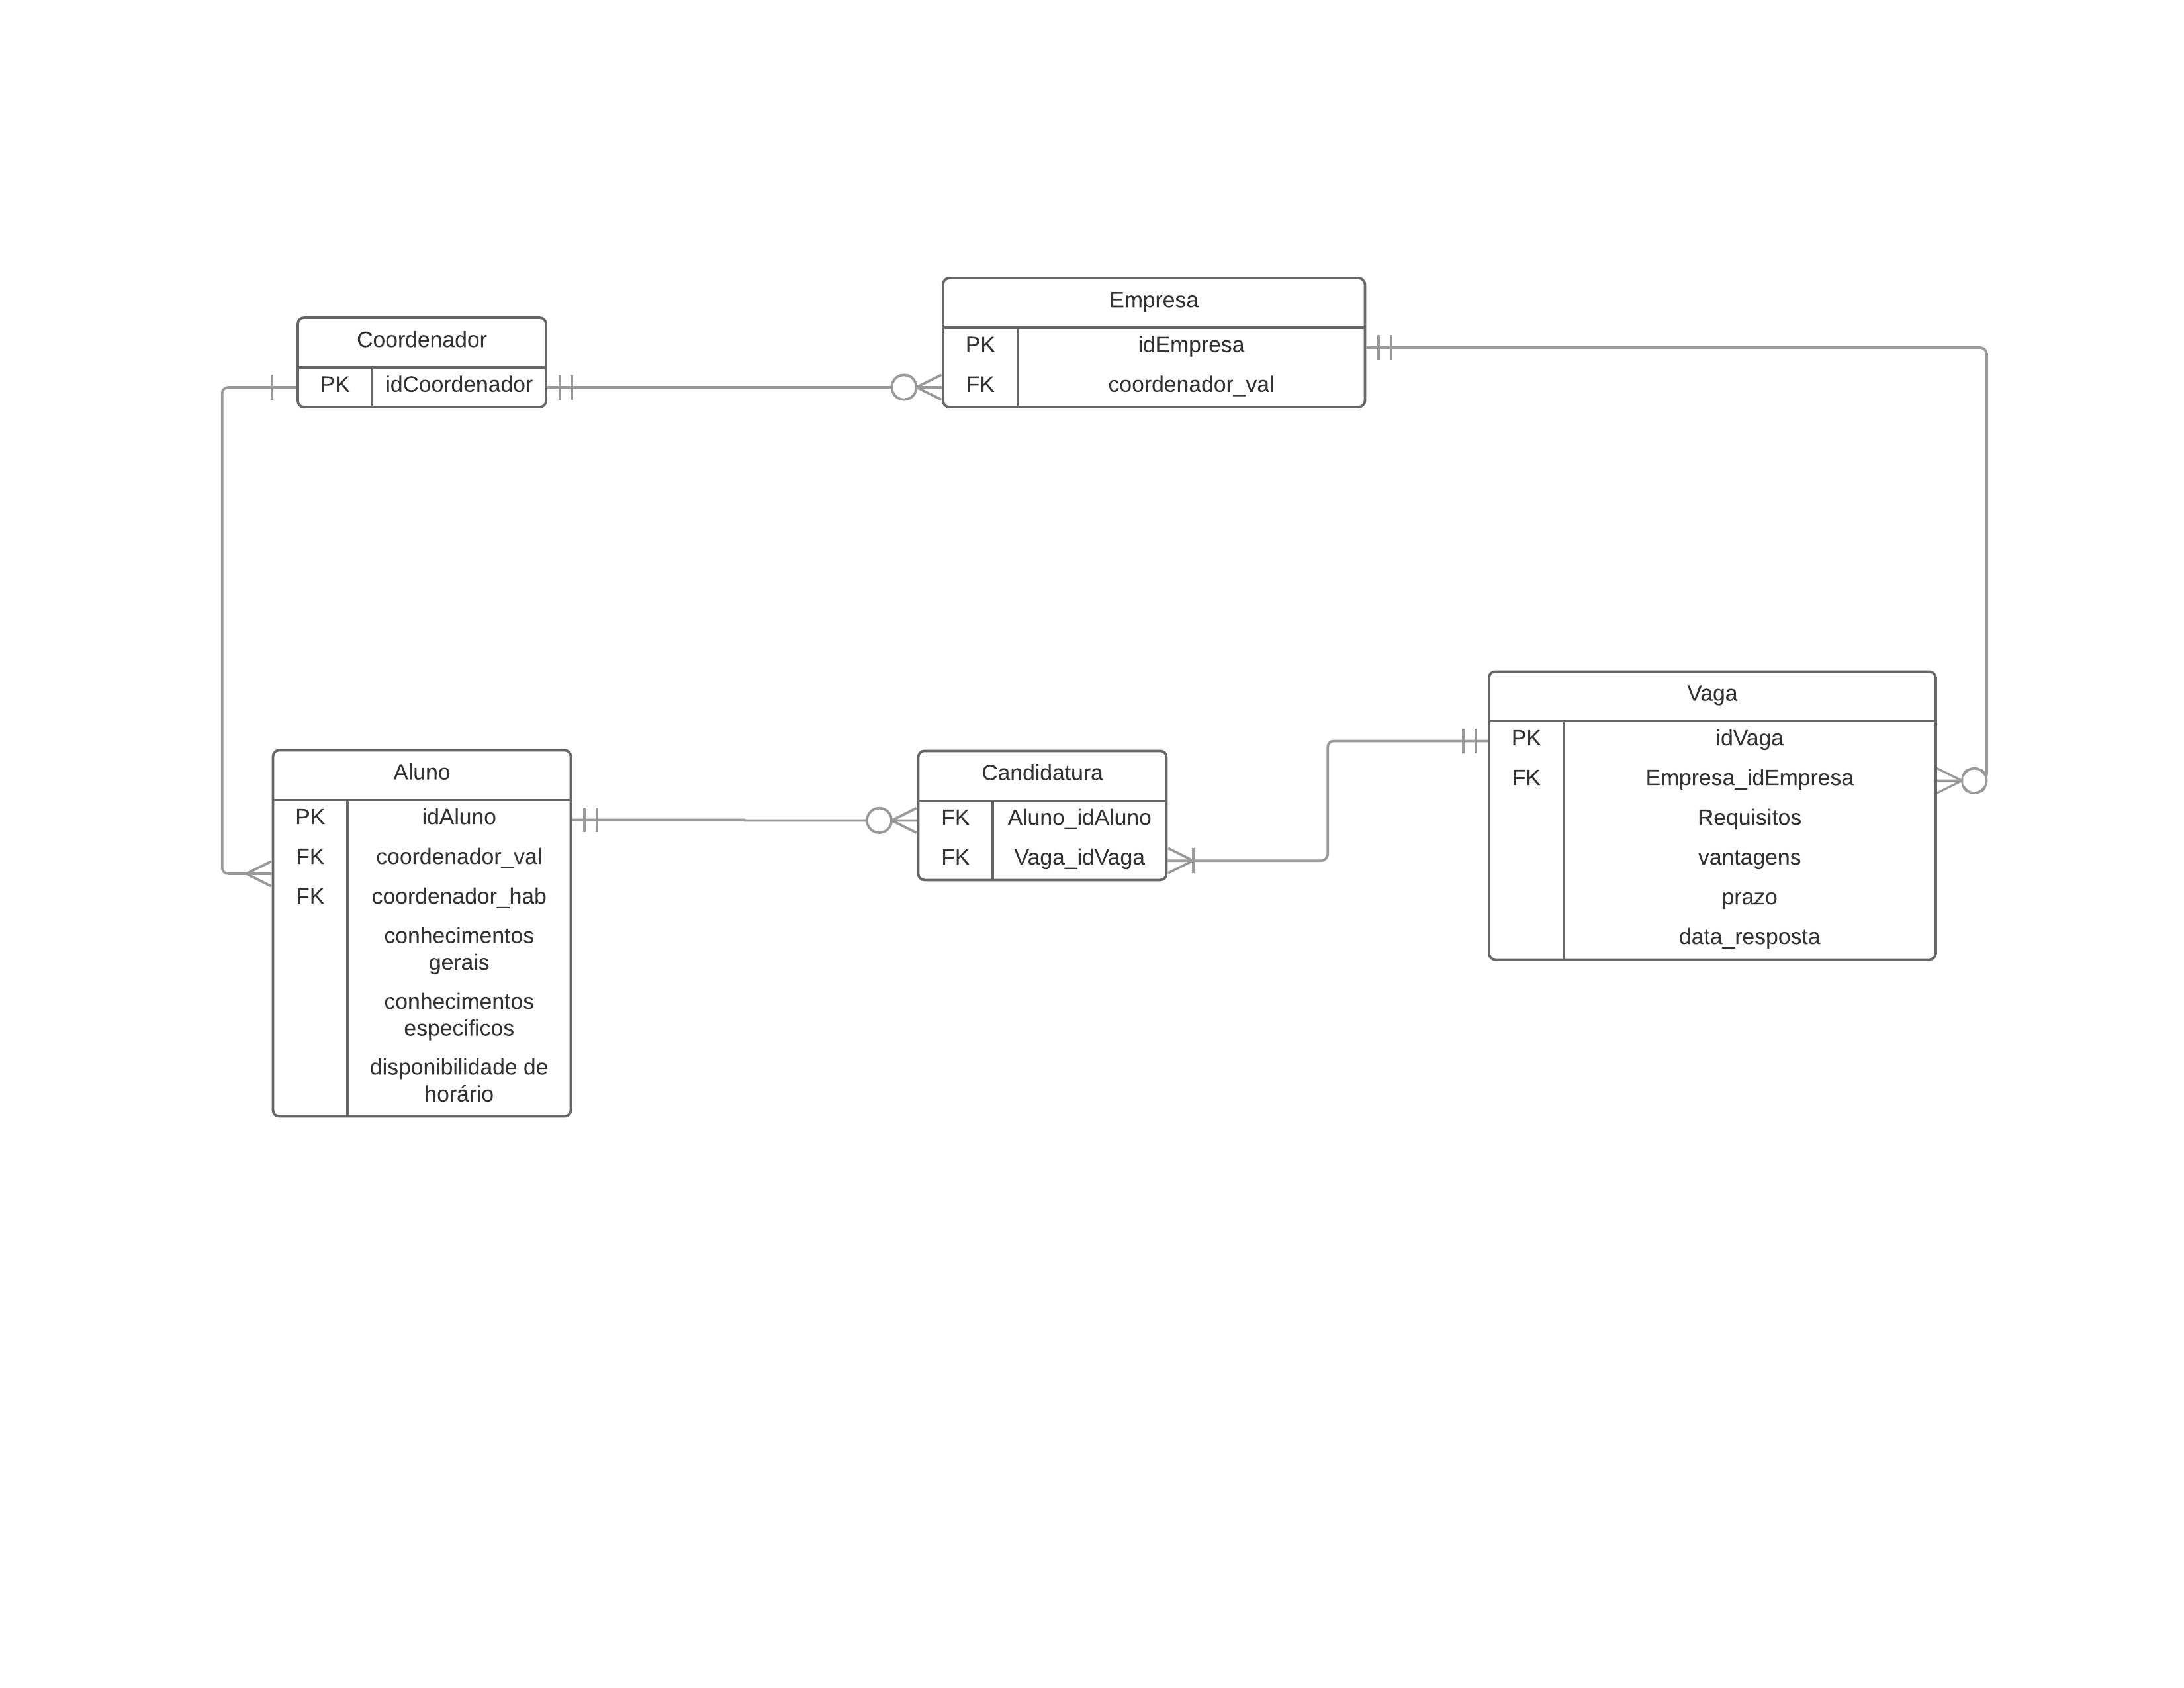 Coordenador
PK idCoordenador
Empresa
PK idEmpresa
FK coordenador_val
Aluno
PK idAluno
FK coordenador_val
FK coordenador_hab
conhecimentos
gerais
conhecimentos
especificos
disponibilidade de
horário
Candidatura
FK Aluno_idAluno
FK Vaga_idVaga
Vaga
PK idVaga
FK Empresa_idEmpresa
Requisitos
vantagens
prazo
data_resposta